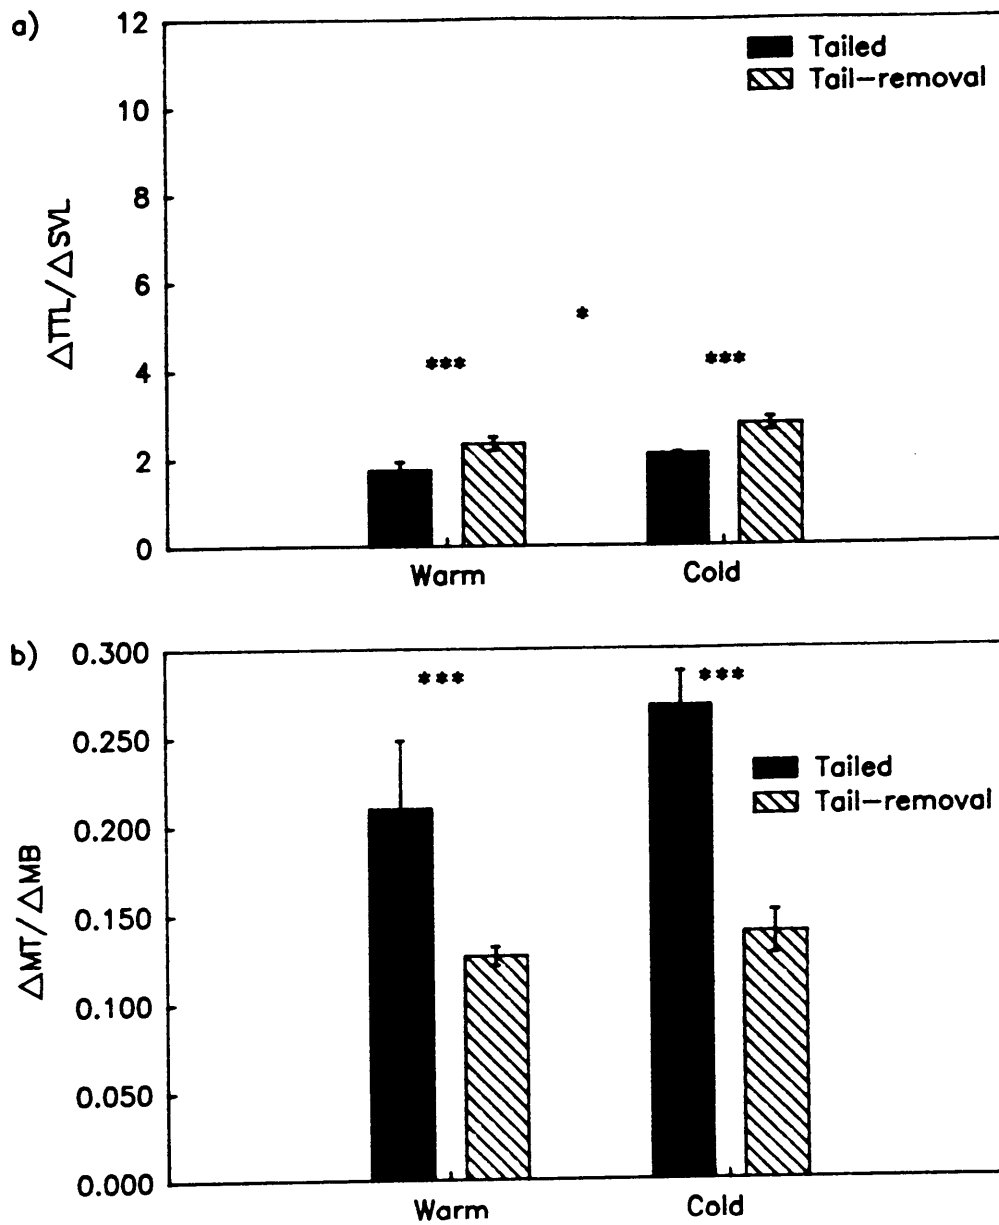 a)
12
10
8
6
4
2
0
ΔTTL/ΔSVL
Tailed
Tail-removal
*
***
***
Warm Cold
b)
0.300
0.250
0.200
0.150
0.100
0.050
0.000
ΔMT/ΔMB
*** ***
Tailed
Tail-removal
Warm Cold